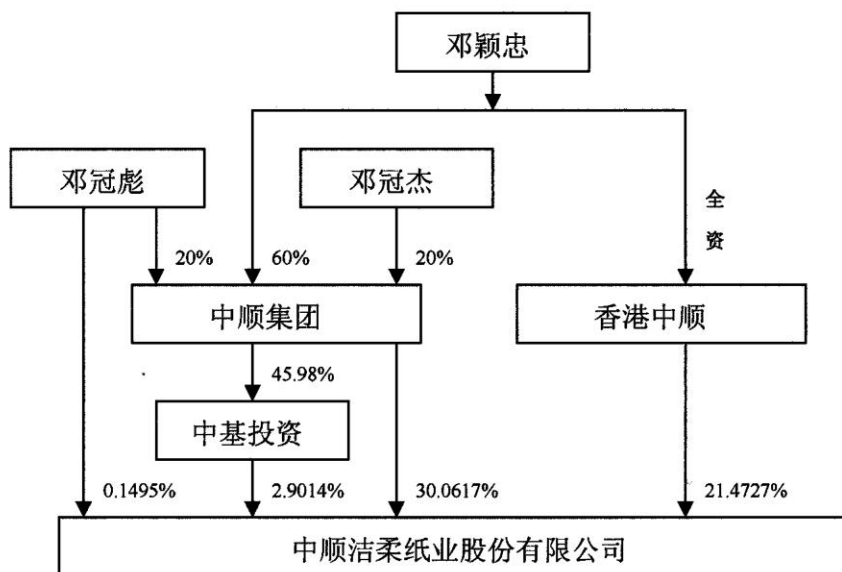 邓颖忠
邓冠彪
邓冠杰
全
资
20%
60%
20%
中顺集团
香港中顺
45.98%
中基投资
0.1495%
2.9014%
30.0617%
21.4727%
中顺洁柔纸业股份有限公司